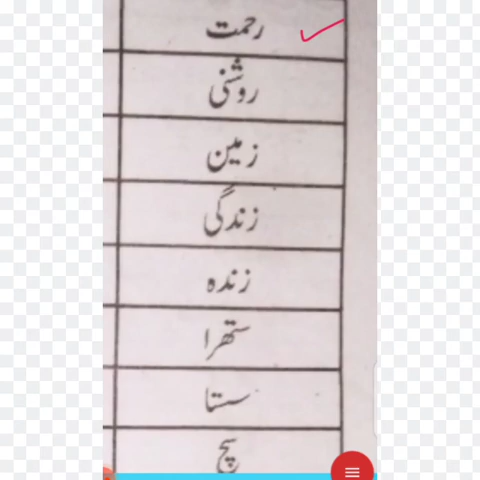 رحمت
روشنی
زمین
زندگی
زندہ
ستھرا
سستا
سچ